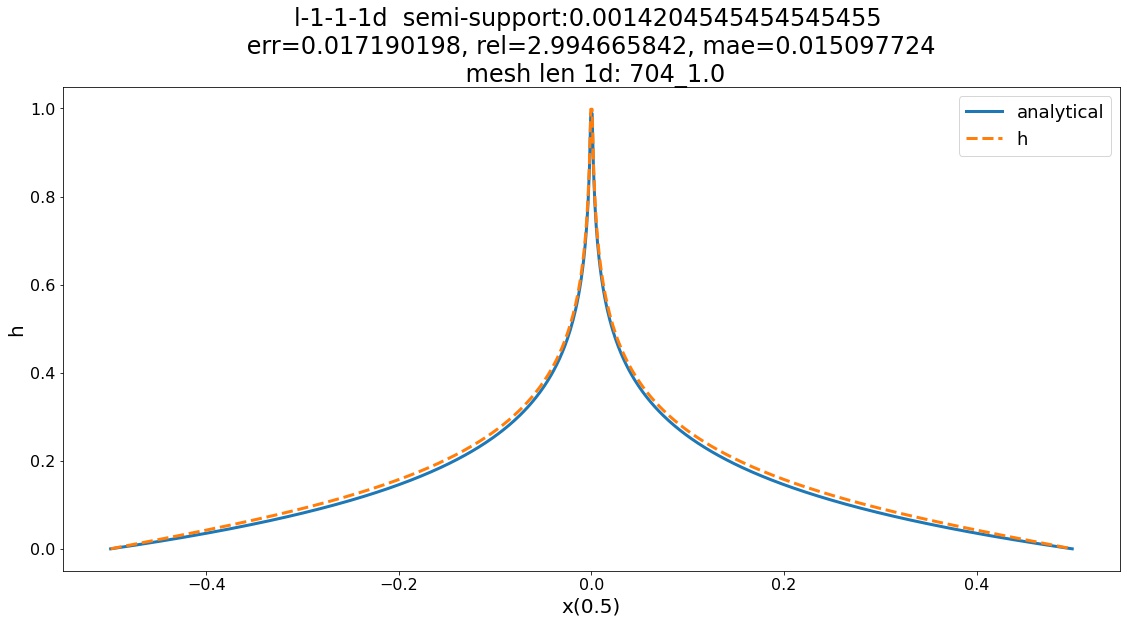 l-1-1-1d  semi-support:0.0014204545454545455
err=0.017190198, rel=2.994665842, mae=0.015097724
mesh len 1d: 704_1.0
analytical
h
1.0
0.8
0.6
0.4
0.2
0.0
h
−0.4
−0.2
0.0
0.2
0.4
x(0.5)